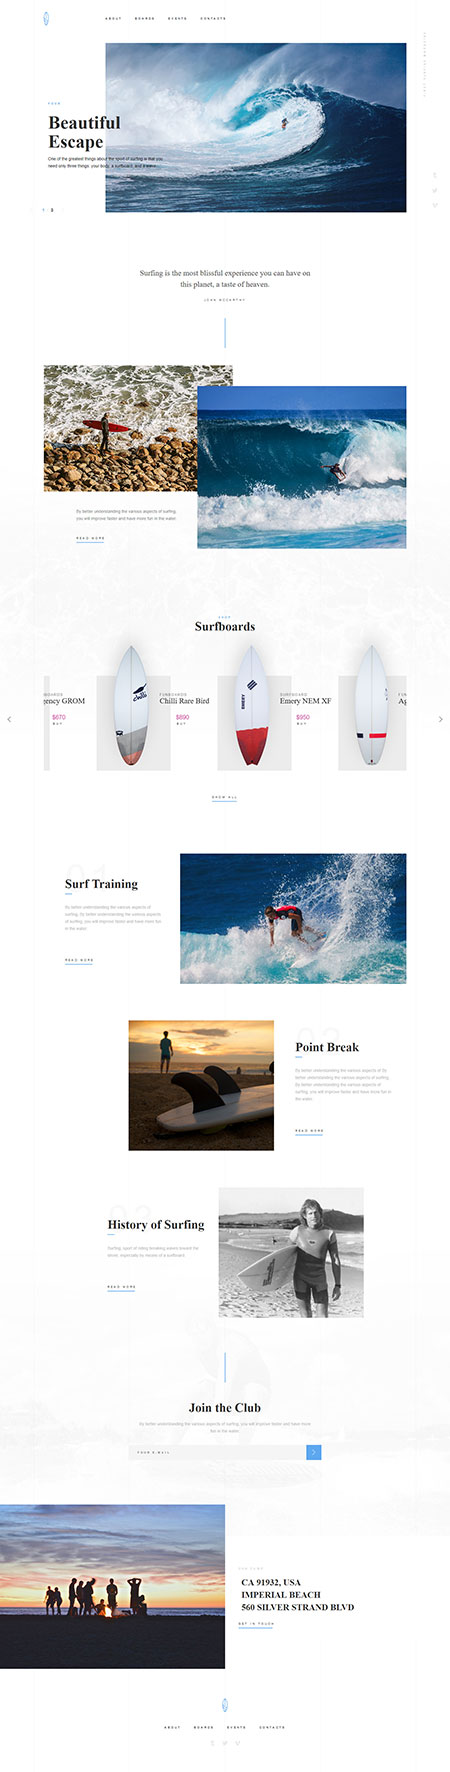 ABOUT BOARDS EVENTS CONTACTS
Beautiful
Escape
One of the greatest things about the sport of surfing is that you
need only three things: your body, a surfboard, and a wave.
Surfing is the most blissful experience you can have on
this planet, a taste of heaven.
JOHN MCCARTHY
By better understanding the various aspects of surfing,
you will improve faster and have more fun in the water.
READ MORE
SHOP
Surfboards
gency GROM
$670
BUY
FUNBOARDS
Chilli Rare Bird
$890
BUY
SURFBOARD
Emery NEM XF
$950
BUY
Ag
SHOW ALL
01
Surf Training
By better understanding the various aspects of
surfing. By better understanding the various aspects
of surfing, you will improve faster and have more fun
in the water.
READ MORE
02
Point Break
By better understanding the various aspects of By
better understanding the various aspects of surfing.
By better understanding the various aspects of
surfing, you will improve faster and have more fun in
the water.
READ MORE
03
History of Surfing
Surfing, sport of riding breaking waves toward the
shore, especially by means of a surfboard.
READ MORE
Join the Club
By better understanding the various aspects of surfing, you will improve faster and have more
fun in the water.
YOUR E-MAIL
CA 91932, USA
IMPERIAL BEACH
560 SILVER STRAND BLVD
GET IN TOUCH
ABOUT BOARDS EVENTS CONTACTS